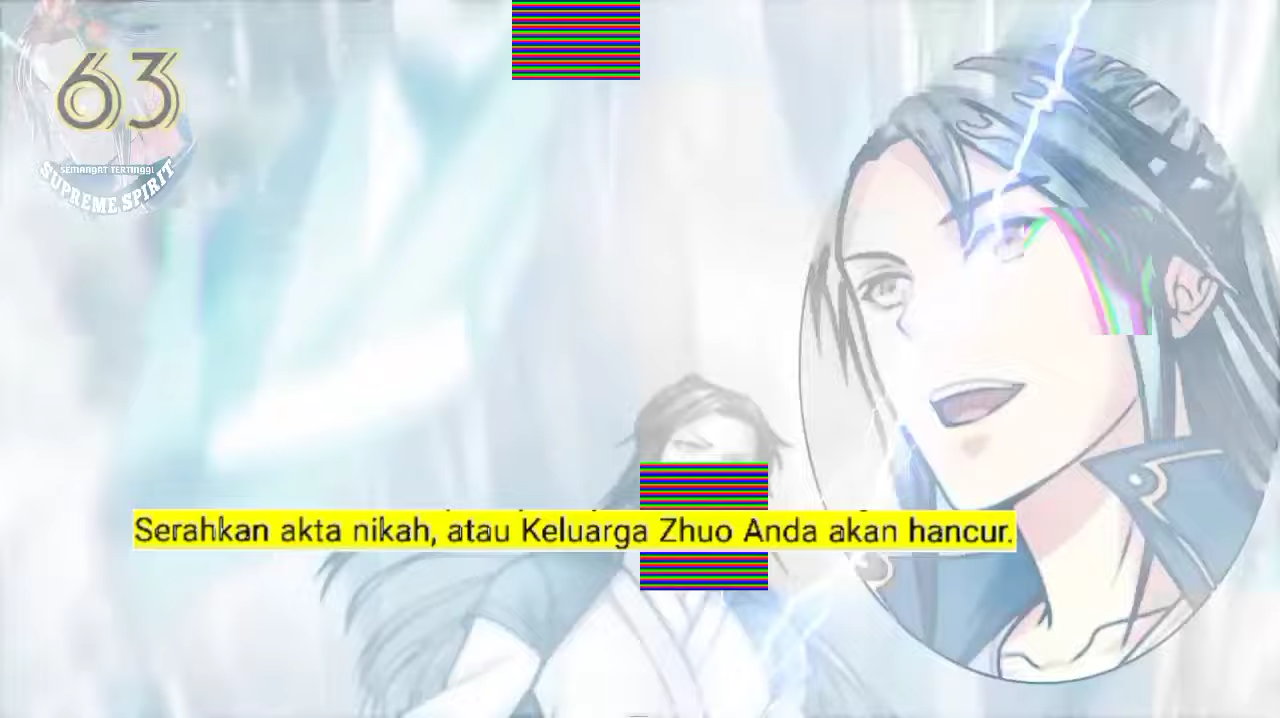 63
SEMANGAT TERTINGGI
SUPREME SPIRIT
Serahkan akta nikah, atau Keluarga Zhuo Anda akan hancur.